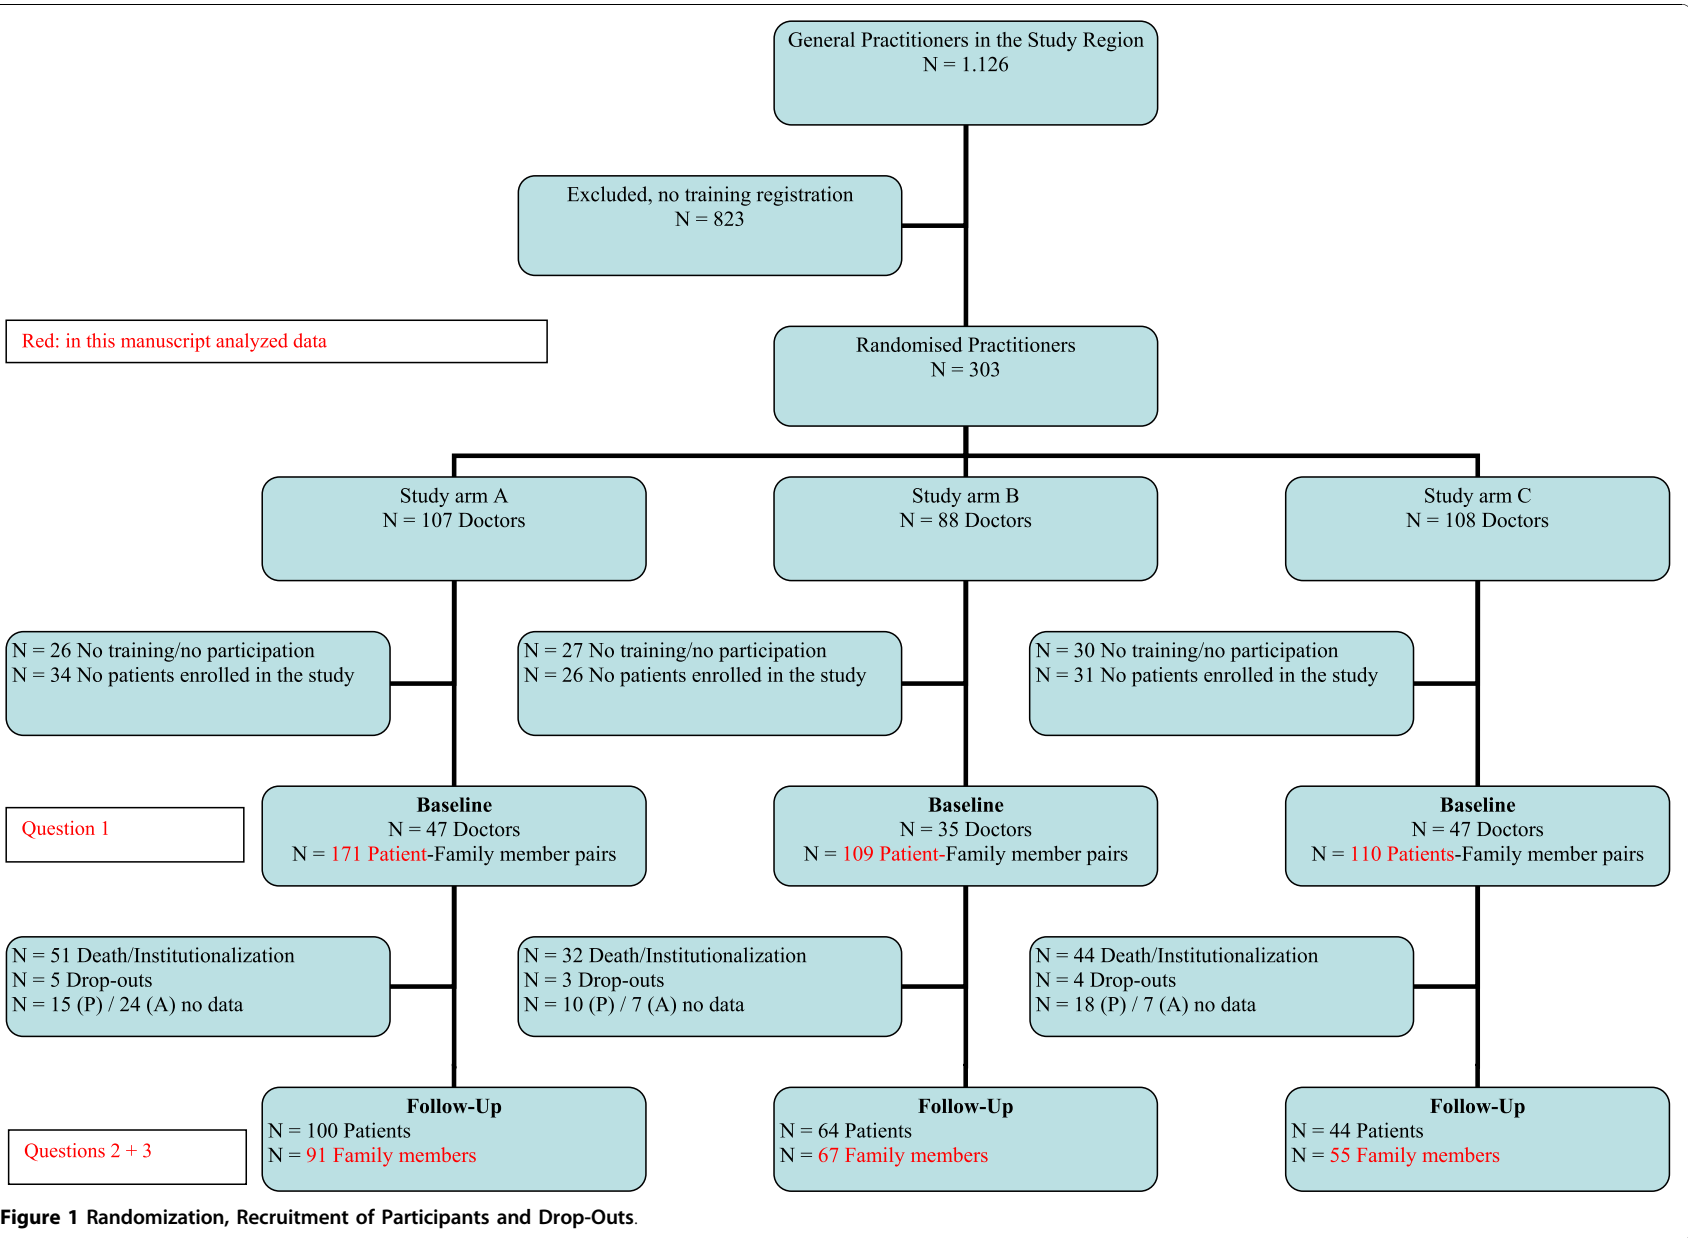 General Practitioners in the Study Region
N = 1.126
Excluded, no training registration
N = 823
Red: in this manuscript analyzed data
Randomised Practitioners
N = 303
Study arm A
N = 107 Doctors
Study arm B
N = 88 Doctors
Study arm C
N = 108 Doctors
N = 26 No training/no participation
N = 34 No patients enrolled in the study
N = 27 No training/no participation
N = 26 No patients enrolled in the study
N = 30 No training/no participation
N = 31 No patients enrolled in the study
Question 1
Baseline
N = 47 Doctors
N = 171 Patient-Family member pairs
Baseline
N = 35 Doctors
N = 109 Patient-Family member pairs
Baseline
N = 47 Doctors
N = 110 Patients-Family member pairs
N = 51 Death/Institutionalization
N = 5 Drop-outs
N = 15 (P) / 24 (A) no data
N = 32 Death/Institutionalization
N = 3 Drop-outs
N = 10 (P) / 7 (A) no data
N = 44 Death/Institutionalization
N = 4 Drop-outs
N = 18 (P) / 7 (A) no data
Questions 2 + 3
Follow-Up
N = 100 Patients
N = 91 Family members
Follow-Up
N = 64 Patients
N = 67 Family members
Follow-Up
N = 44 Patients
N = 55 Family members
Figure 1 Randomization, Recruitment of Participants and Drop-Outs.